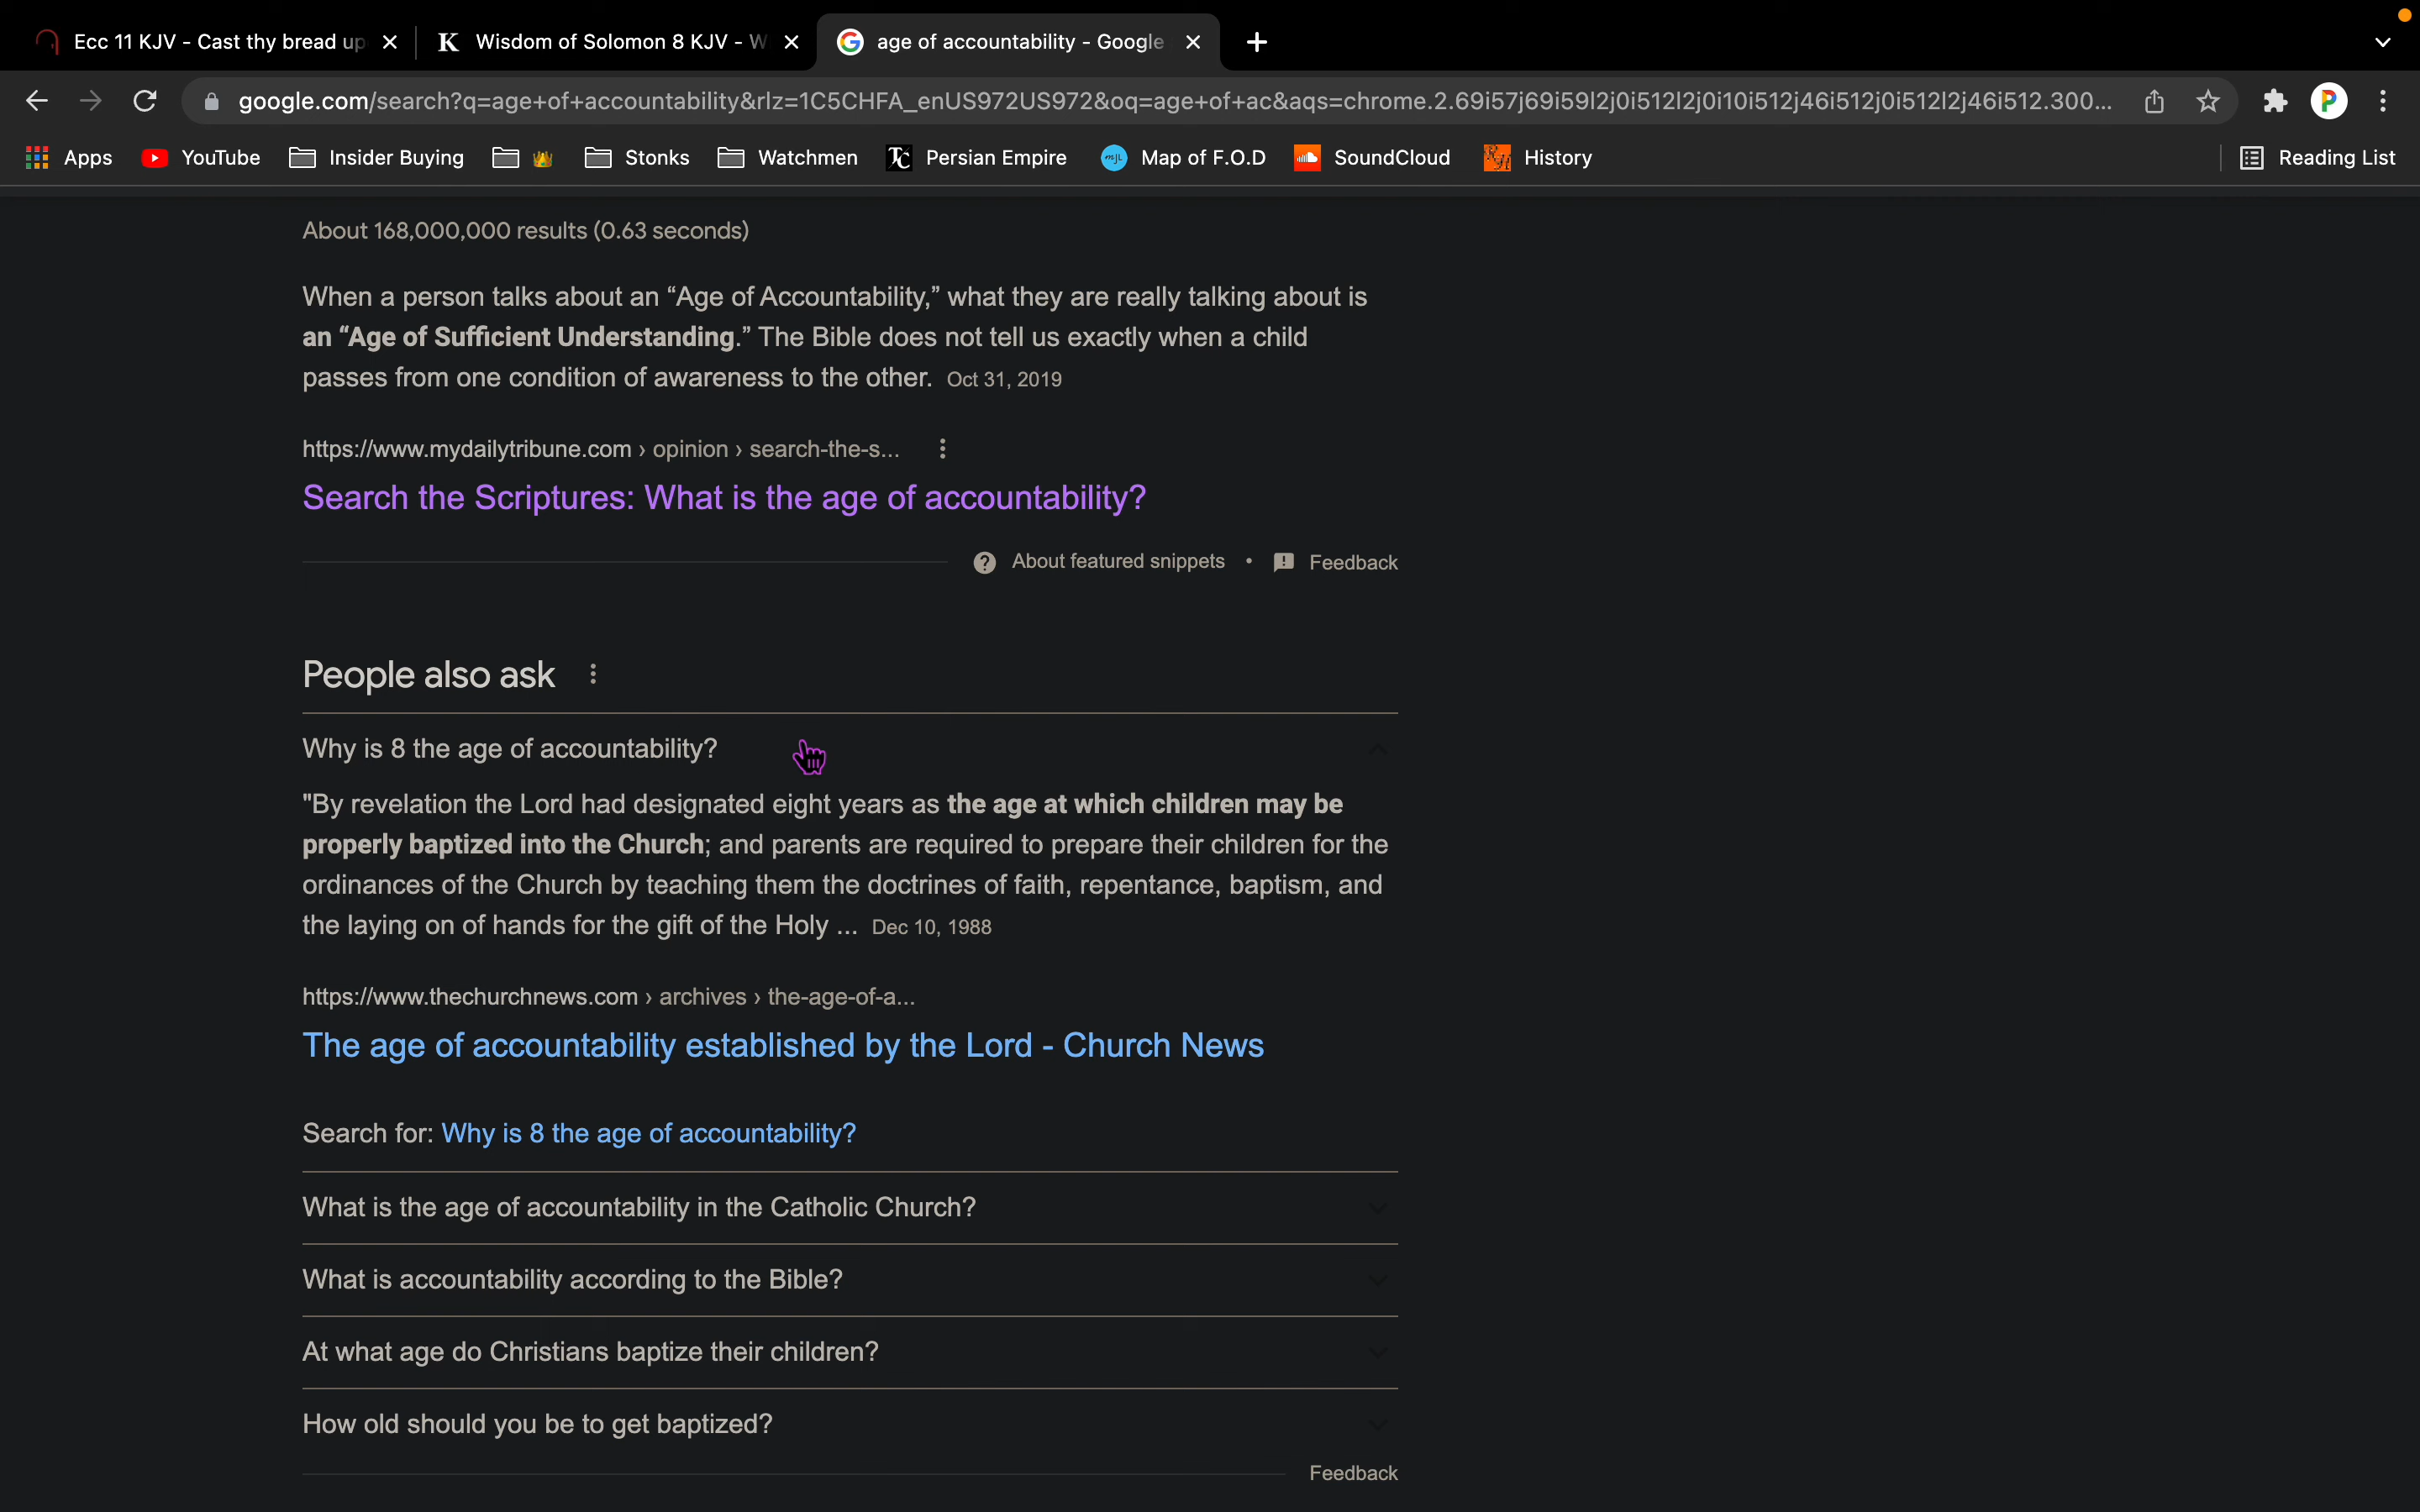 Ecc 11 KJV - Cast thy bread up
Wisdom of Solomon 8 KJV - W
age of accountability - Google
google.com/search?q=age+of+accountability&rlz=1C5CHFA_enUS972US972&oq=age+of+ac&aqs=chrome.2.69i57j69i59l2j0i512l2j0i10i512j46i512j0i512l2j46i512.300...
Apps YouTube Insider Buying 👑 Stonks Watchmen Persian Empire Map of F.O.D SoundCloud History Reading List
About 168,000,000 results (0.63 seconds)
When a person talks about an “Age of Accountability,” what they are really talking about is
an “Age of Sufficient Understanding.” The Bible does not tell us exactly when a child
passes from one condition of awareness to the other. Oct 31, 2019
https://www.mydailytribune.com › opinion › search-the-s...
Search the Scriptures: What is the age of accountability?
About featured snippets • Feedback
People also ask
Why is 8 the age of accountability?
"By revelation the Lord had designated eight years as the age at which children may be
properly baptized into the Church; and parents are required to prepare their children for the
ordinances of the Church by teaching them the doctrines of faith, repentance, baptism, and
the laying on of hands for the gift of the Holy ... Dec 10, 1988
https://www.thechurchnews.com › archives › the-age-of-a...
The age of accountability established by the Lord - Church News
Search for: Why is 8 the age of accountability?
What is the age of accountability in the Catholic Church?
What is accountability according to the Bible?
At what age do Christians baptize their children?
How old should you be to get baptized?
Feedback